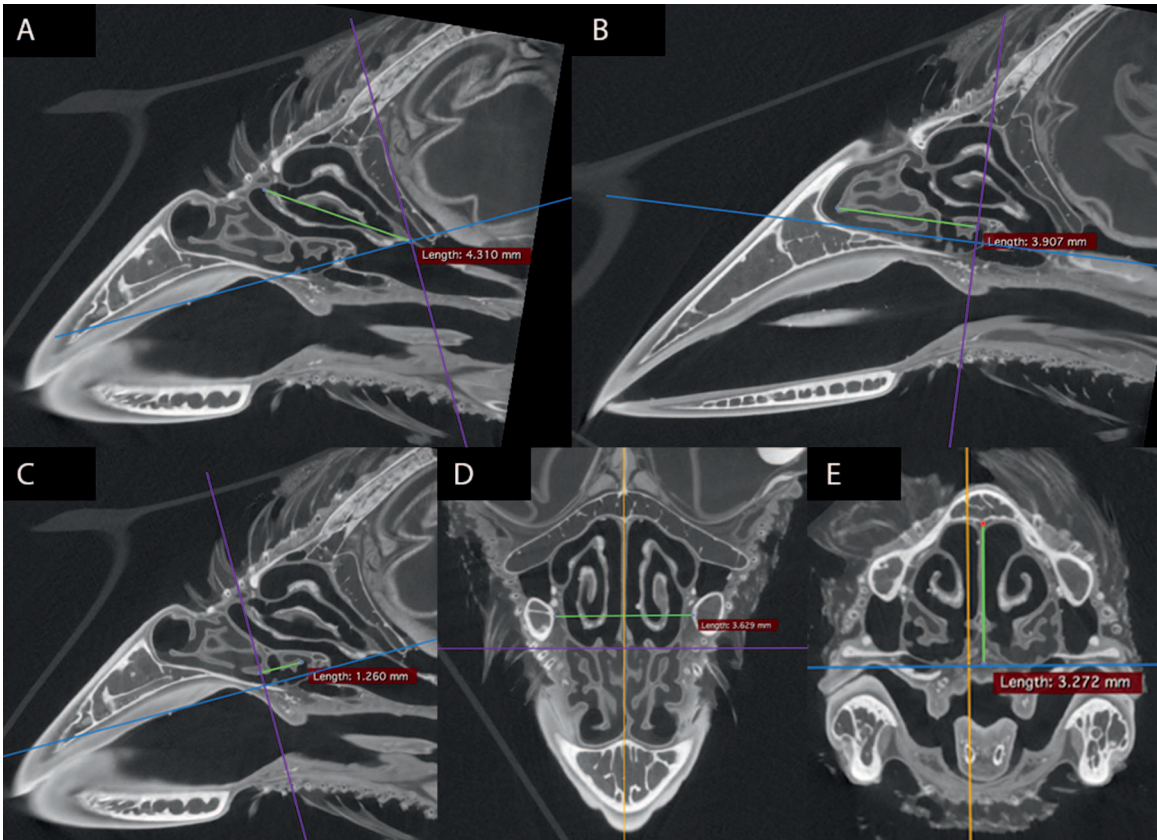 A
B
Length: 4.310 mm
Length: 3.907 mm
C
D
E
Length: 1.260 mm
Length: 3.629 mm
Length: 3.272 mm